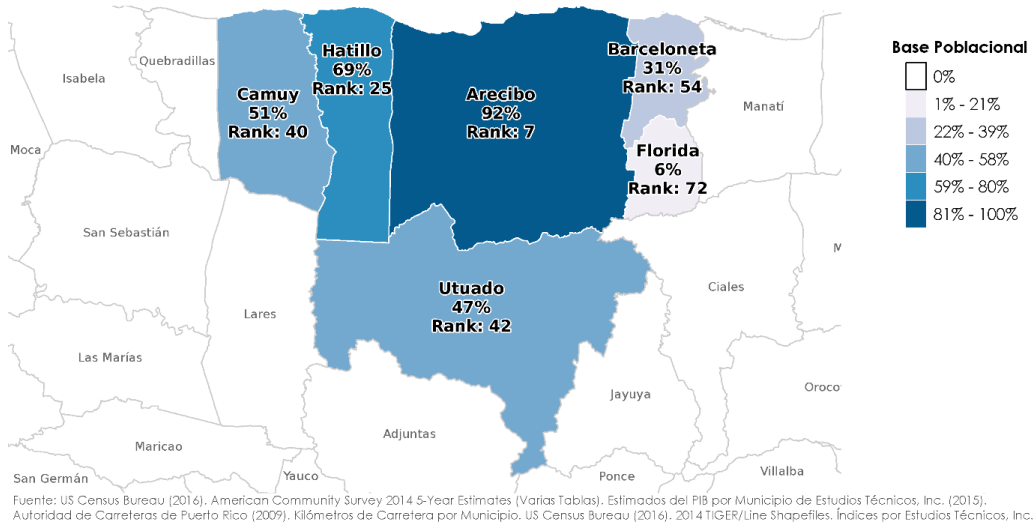 Base Poblacional
0%
1% - 21%
22% - 39%
40% - 58%
59% - 80%
81% - 100%
Isabela
Quebradillas
Camuy
51%
Rank: 40
Hatillo
69%
Rank: 25
Arecibo
92%
Rank: 7
Barceloneta
31%
Rank: 54
Manatí
Moca
Florida
6%
Rank: 72
San Sebastián
M
Utuado
47%
Rank: 42
Ciales
Lares
Las Marías
Jayuya
Oroco
Adjuntas
Maricao
San Germán
Yauco
Ponce
Villalba
Fuente: US Census Bureau (2016). American Community Survey 2014 5-Year Estimates (Varias Tablas). Estimados del PIB por Municipio de Estudios Técnicos, Inc. (2015).
Autoridad de Carreteras de Puerto Rico (2009). Kilómetros de Carretera por Municipio. US Census Bureau (2016). 2014 TIGER/Line Shapefiles. Índices por Estudios Técnicos, Inc.